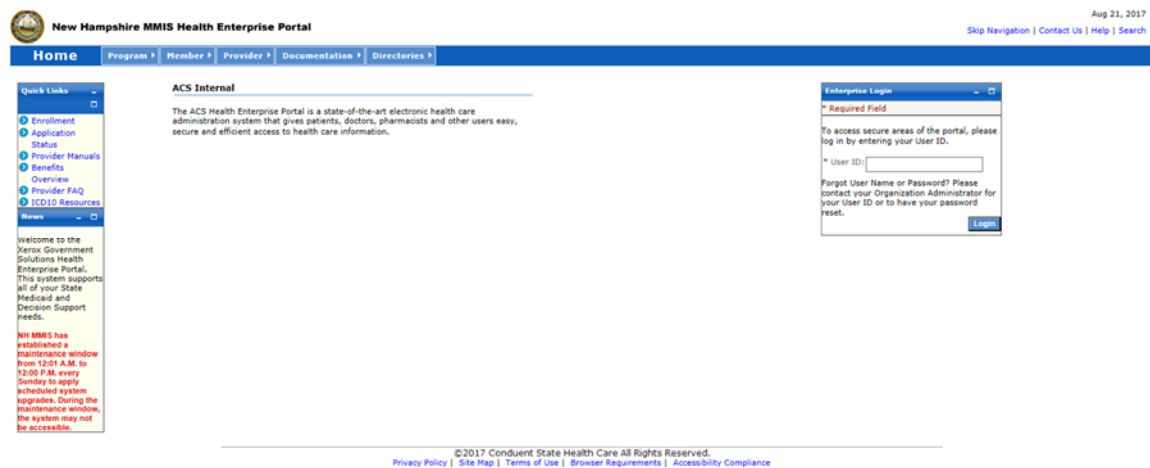 Aug 21, 2017
New Hampshire MMIS Health Enterprise Portal
Skip Navigation | Contact Us | Help | Search
Home Program Member Provider Documentation Directories
Quick Links
Enrollment
Application
Status
Provider Manuals
Benefits
Overview
Provider FAQ
ICD10 Resources
News
Welcome to the
Xerox Government
Solutions Health
Enterprise Portal.
This system supports
all of your State
Medicaid and
Decision Support
needs.
NH MMIS has
established a
maintenance window
from 12:01 A.M. to
12:00 P.M. every
Sunday to apply
scheduled system
upgrades. During the
maintenance window,
the system may not
be accessible.
ACS Internal
The ACS Health Enterprise Portal is a state-of-the-art electronic health care
administration system that gives patients, doctors, pharmacists and other users easy,
secure and efficient access to health care information.
Enterprise Login
* Required Field
To access secure areas of the portal, please
log in by entering your User ID.
* User ID:
Forgot User Name or Password? Please
contact your Organization Administrator for
your User ID or to have your password
reset.
Login
©2017 Conduent State Health Care All Rights Reserved.
Privacy Policy | Site Map | Terms of Use | Browser Requirements | Accessibility Compliance